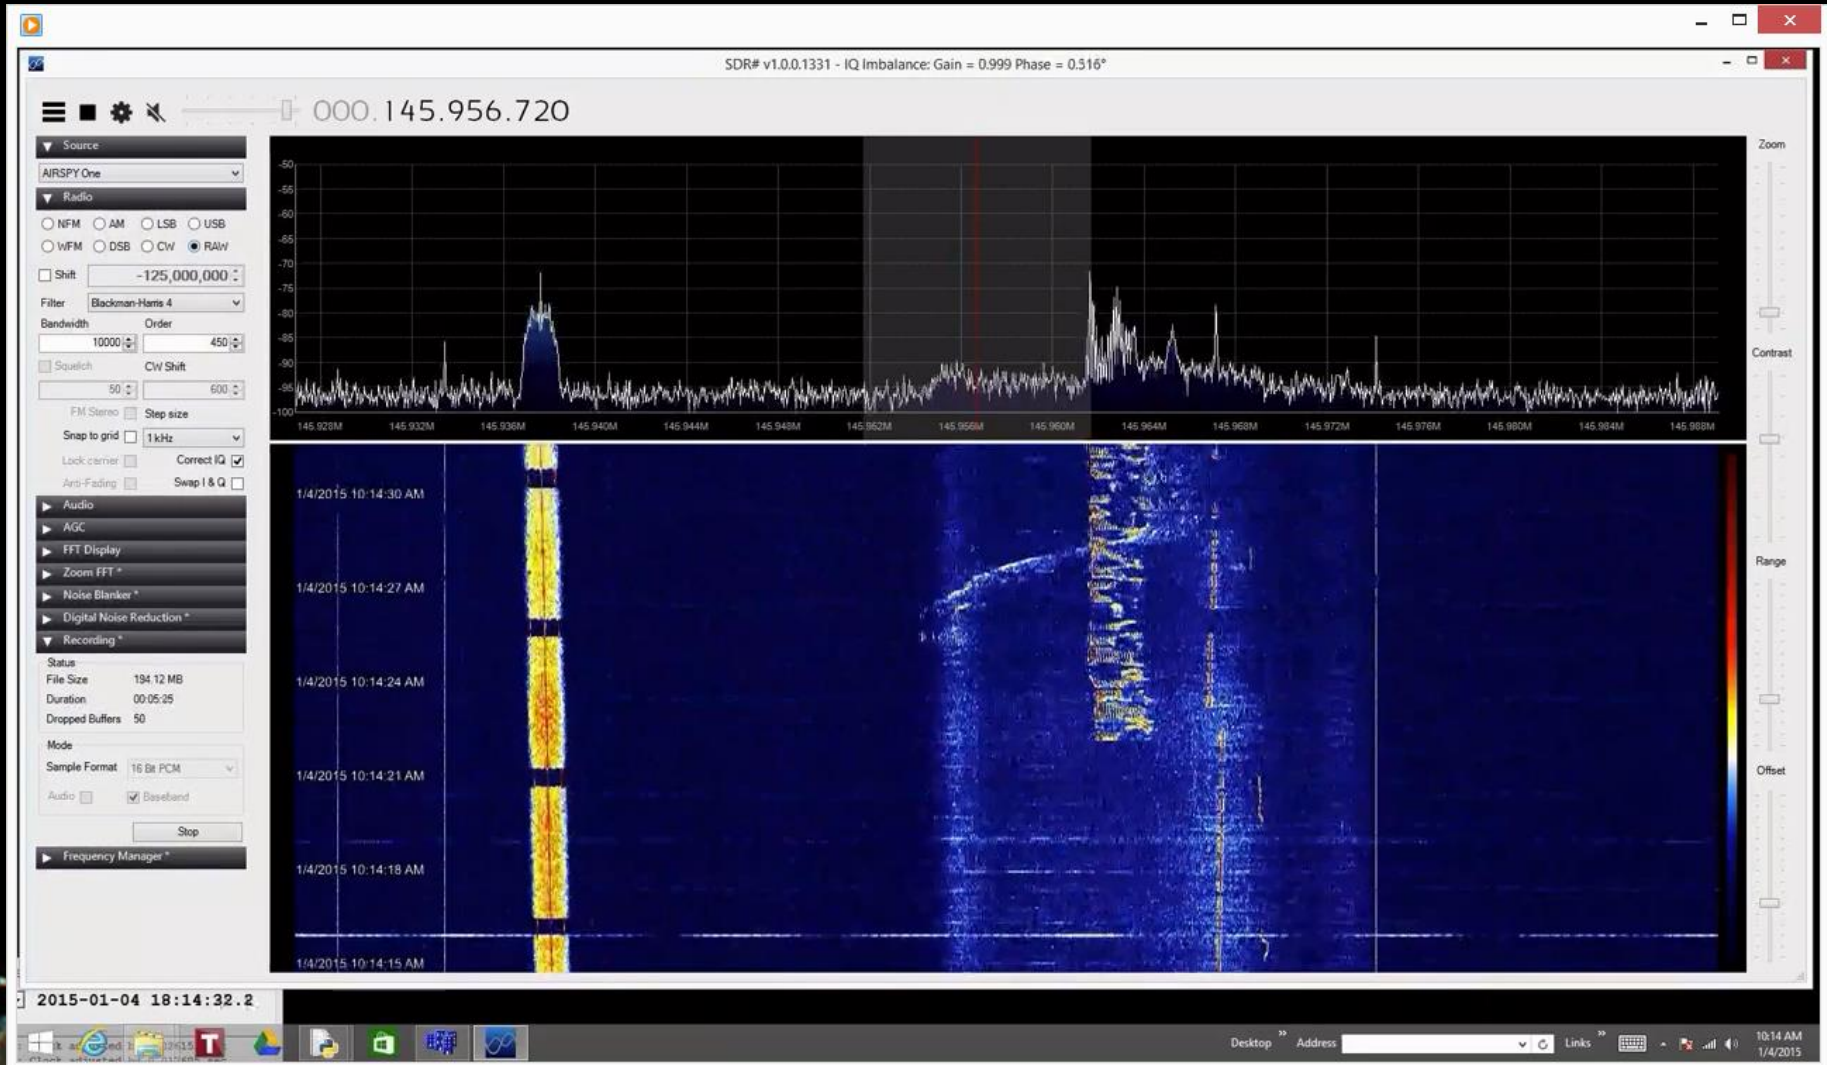 SDR# v1.0.0.1331 - IQ Imbalance: Gain = 0.999 Phase = 0.516°
000.145.956.720
Source
AIRSPY One
Radio
NFM AM LSB USB
WFM DSB CW RAW
Shift -125,000,000
Filter Blackman-Harris 4
Bandwidth Order
10000 450
Squelch CW Shift
50 600
FM Stereo Step size
Snap to grid 1 kHz
Lock carrier Correct IQ
Anti-Fading Swap I & Q
Audio
AGC
FFT Display
Zoom FFT *
Noise Blanker *
Digital Noise Reduction *
Recording *
Status
File Size 194.12 MB
Duration 00:05:25
Dropped Buffers 50
Mode
Sample Format 16 Bit PCM
Audio Baseband
Stop
Frequency Manager *
-50
-55
-60
-65
-70
-75
-80
-85
-90
-95
-100
145.928M 145.932M 145.936M 145.940M 145.944M 145.948M 145.952M 145.956M 145.960M 145.964M 145.968M 145.972M 145.976M 145.980M 145.984M 145.988M
1/4/2015 10:14:30 AM
1/4/2015 10:14:27 AM
1/4/2015 10:14:24 AM
1/4/2015 10:14:21 AM
1/4/2015 10:14:18 AM
1/4/2015 10:14:15 AM
Zoom
Contrast
Range
Offset
2015-01-04 18:14:32.2
T
Desktop Address Links
10:14 AM
1/4/2015